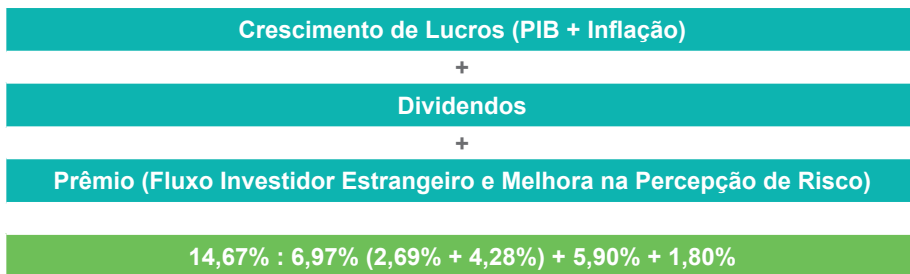 Crescimento de Lucros (PIB + Inflação)
+
Dividendos
+
Prêmio (Fluxo Investidor Estrangeiro e Melhora na Percepção de Risco)
14,67% : 6,97% (2,69% + 4,28%) + 5,90% + 1,80%